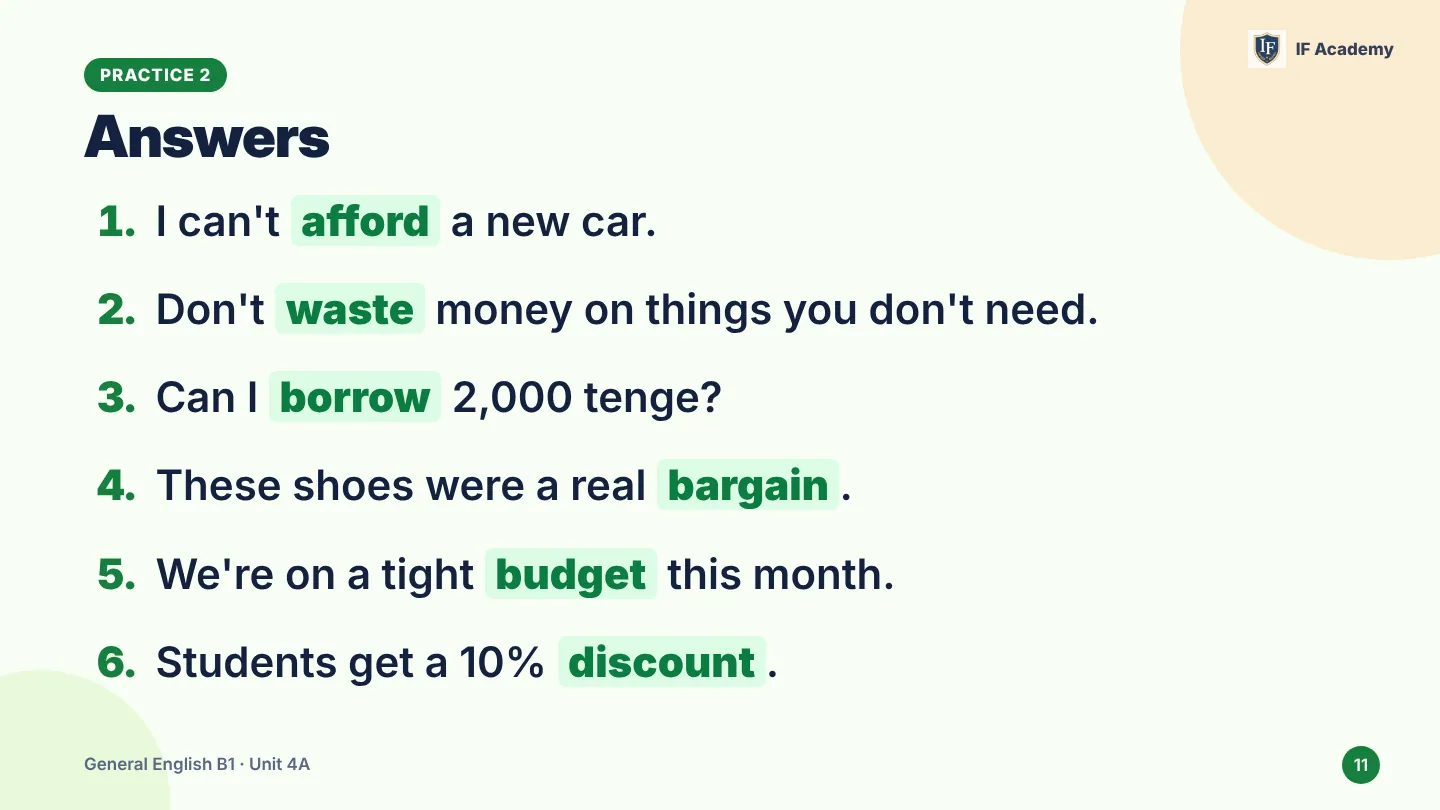 IF
IF Academy
PRACTICE 2
Answers
1. I can't afford a new car.
2. Don't waste money on things you don't need.
3. Can I borrow 2,000 tenge?
4. These shoes were a real bargain.
5. We're on a tight budget this month.
6. Students get a 10% discount.
General English B1 · Unit 4A
11